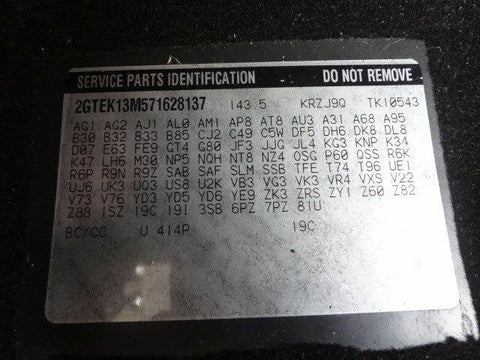 SERVICE PARTS IDENTIFICATION DO NOT REMOVE
2GTEK13M571628137 143.5 KRZJ9Q TK10543
AG1 AG2 AJ1 AL0 AM1 AP8 AT8 AU3 A31 A68 A95
B30 B32 B33 B85 CJ2 C49 C5W DF5 DH6 DK8 DL8
D07 E63 FE9 GT4 G80 JF3 JJG JL4 KG3 KNP K34
K47 LH6 M30 NP5 NQH NT8 NZ4 OSG P60 QSS R6K
R6P R9N R9Z SAB SAF SLM SSB TFE T74 T96 UE1
UJ6 UK3 UQ3 US8 U2K VB3 VG3 VK3 VR4 VXS V22
V73 V76 YD3 YD5 YD6 YE9 ZK3 ZRS ZY1 Z60 Z82
Z88 1SZ 19C 19I 3SB 6PZ 7PZ 81U
BC/CC U 414P 19C